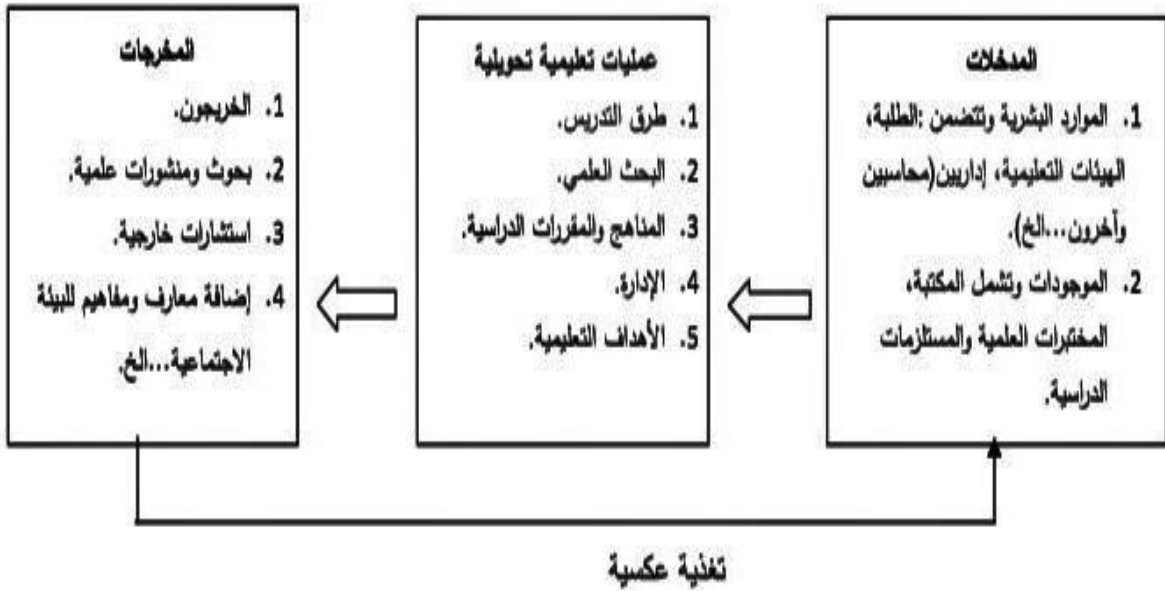 المدخلات
1. الموارد البشرية وتتضمن :الطلبة،
الهيئات التعليمية، إداريين(محاسبين
وآخرون...الخ).
2. الموجودات وتشمل المكتبة،
المختبرات العلمية والمستلزمات
الدراسية.
عمليات تعليمية تحويلية
1. طرق التدريس.
2. البحث العلمي.
3. المناهج والمقررات الدراسية.
4. الإدارة.
5. الأهداف التعليمية.
المخرجات
1. الخريجون.
2. بحوث ومنشورات علمية.
3. استشارات خارجية.
4. إضافة معارف ومفاهيم للبيئة
الاجتماعية...الخ.
تغذية عكسية